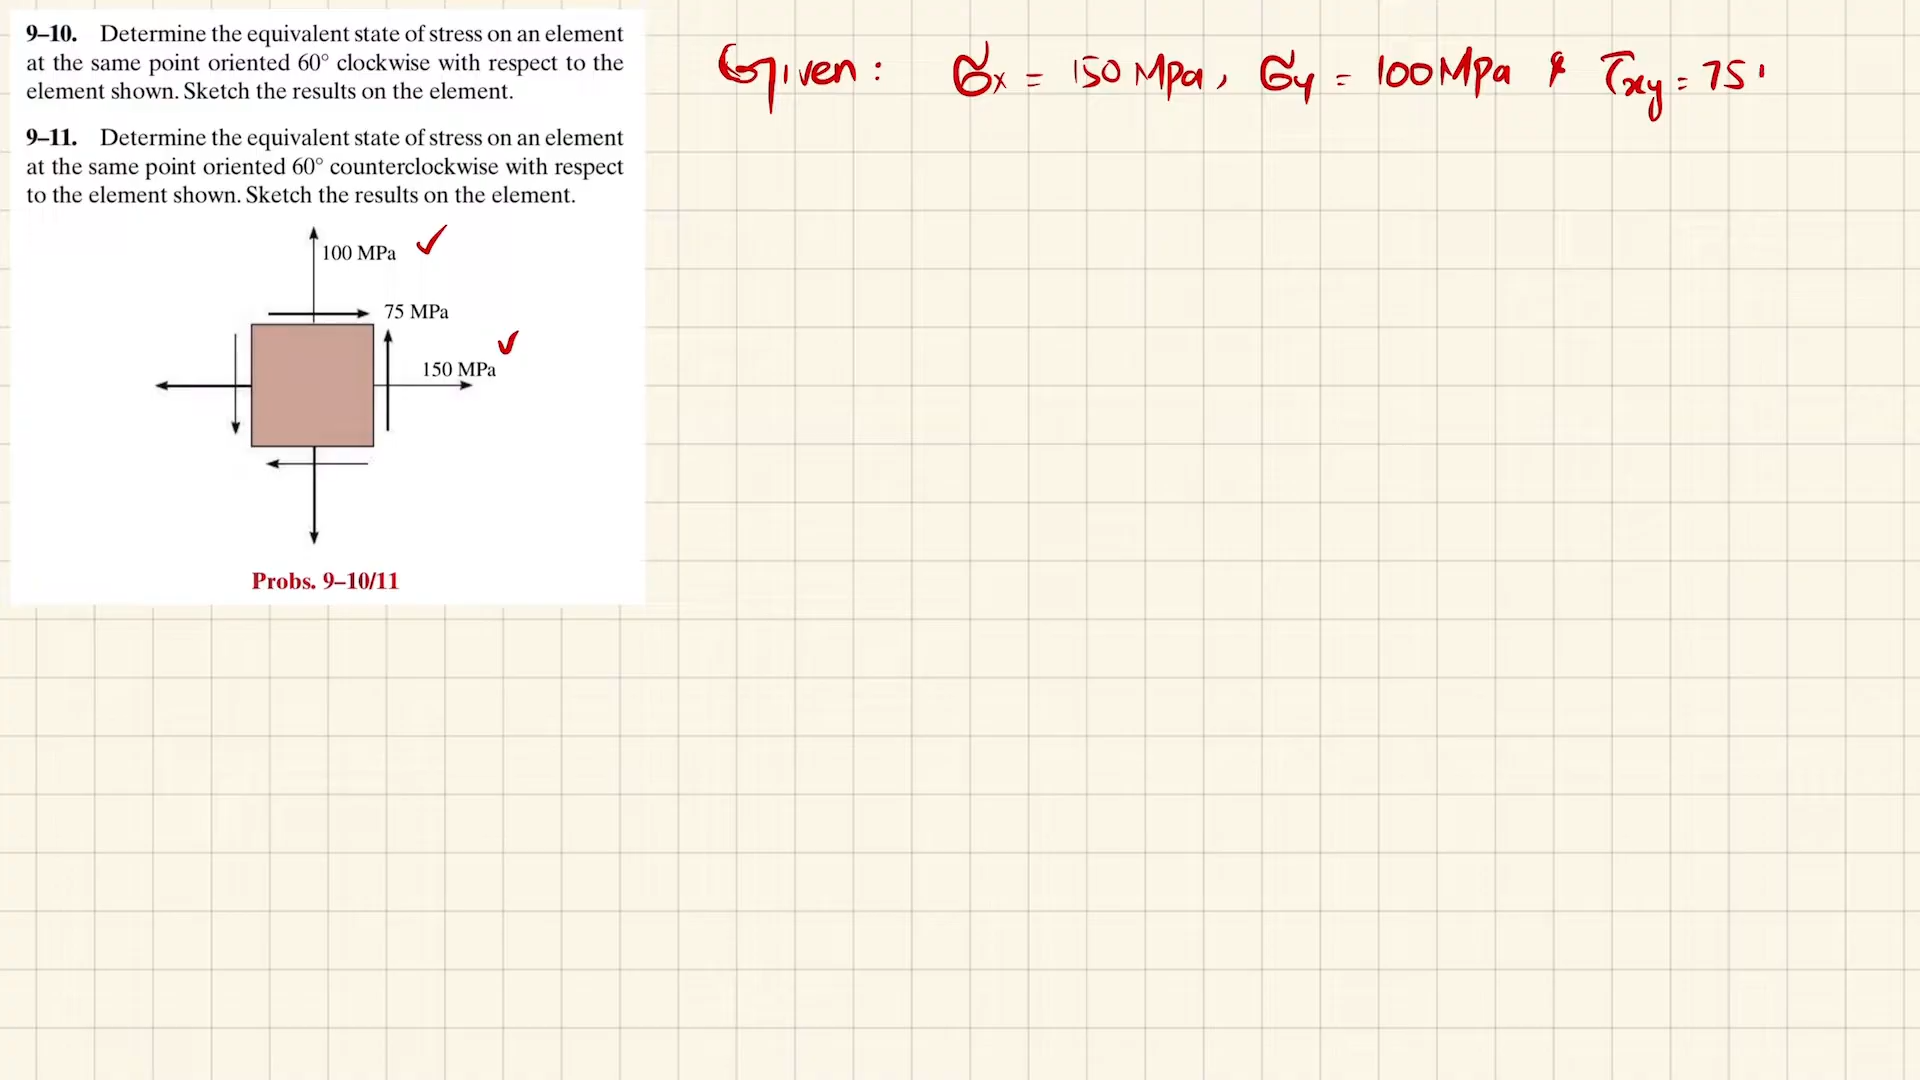 9–10. Determine the equivalent state of stress on an element
at the same point oriented 60° clockwise with respect to the
element shown. Sketch the results on the element.
9–11. Determine the equivalent state of stress on an element
at the same point oriented 60° counterclockwise with respect
to the element shown. Sketch the results on the element.
100 MPa
75 MPa
150 MPa
Probs. 9–10/11
Given : σx = 150 MPa, σy = 100 MPa & τxy = 75